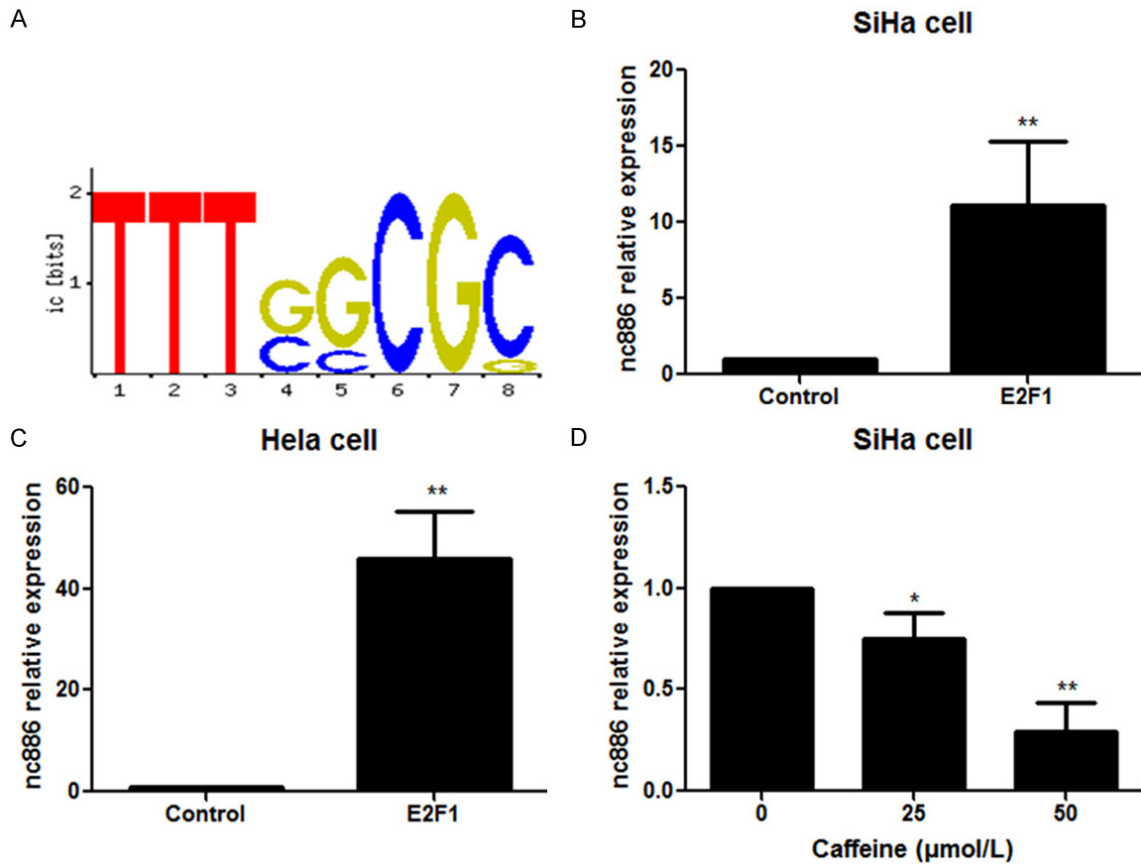 A
ic [bits]
2
1
TTTGGCGC
CCG
1 2 3 4 5 6 7 8
B
SiHa cell
nc886 relative expression
20
15
10
5
0
**
Control E2F1
C
Hela cell
nc886 relative expression
60
40
20
0
**
Control E2F1
D
SiHa cell
nc886 relative expression
1.5
1.0
0.5
0.0
*
**
0 25 50
Caffeine (μmol/L)